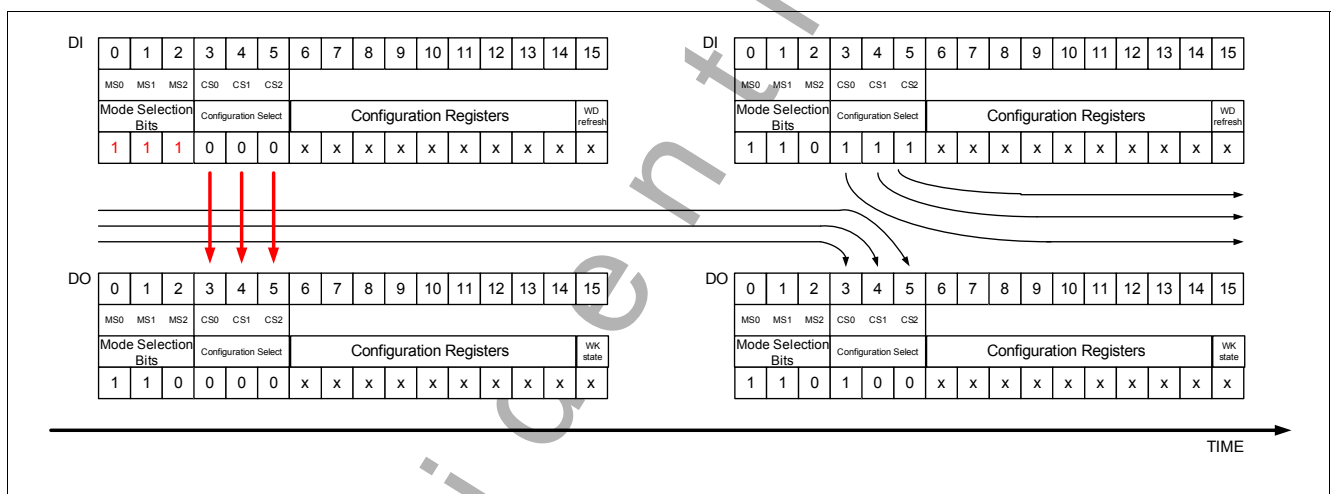 DI 0 1 2 3 4 5 6 7 8 9 10 11 12 13 14 15
MS0 MS1 MS2 CS0 CS1 CS2
Mode Selection Bits Configuration Select Configuration Registers WD refresh
1 1 1 0 0 0 x x x x x x x x x x
DI 0 1 2 3 4 5 6 7 8 9 10 11 12 13 14 15
MS0 MS1 MS2 CS0 CS1 CS2
Mode Selection Bits Configuration Select Configuration Registers WD refresh
1 1 0 1 1 1 x x x x x x x x x x
DO 0 1 2 3 4 5 6 7 8 9 10 11 12 13 14 15
MS0 MS1 MS2 CS0 CS1 CS2
Mode Selection Bits Configuration Select Configuration Registers WK state
1 1 0 0 0 0 x x x x x x x x x x
DO 0 1 2 3 4 5 6 7 8 9 10 11 12 13 14 15
MS0 MS1 MS2 CS0 CS1 CS2
Mode Selection Bits Configuration Select Configuration Registers WK state
1 1 0 1 0 0 x x x x x x x x x x
TIME